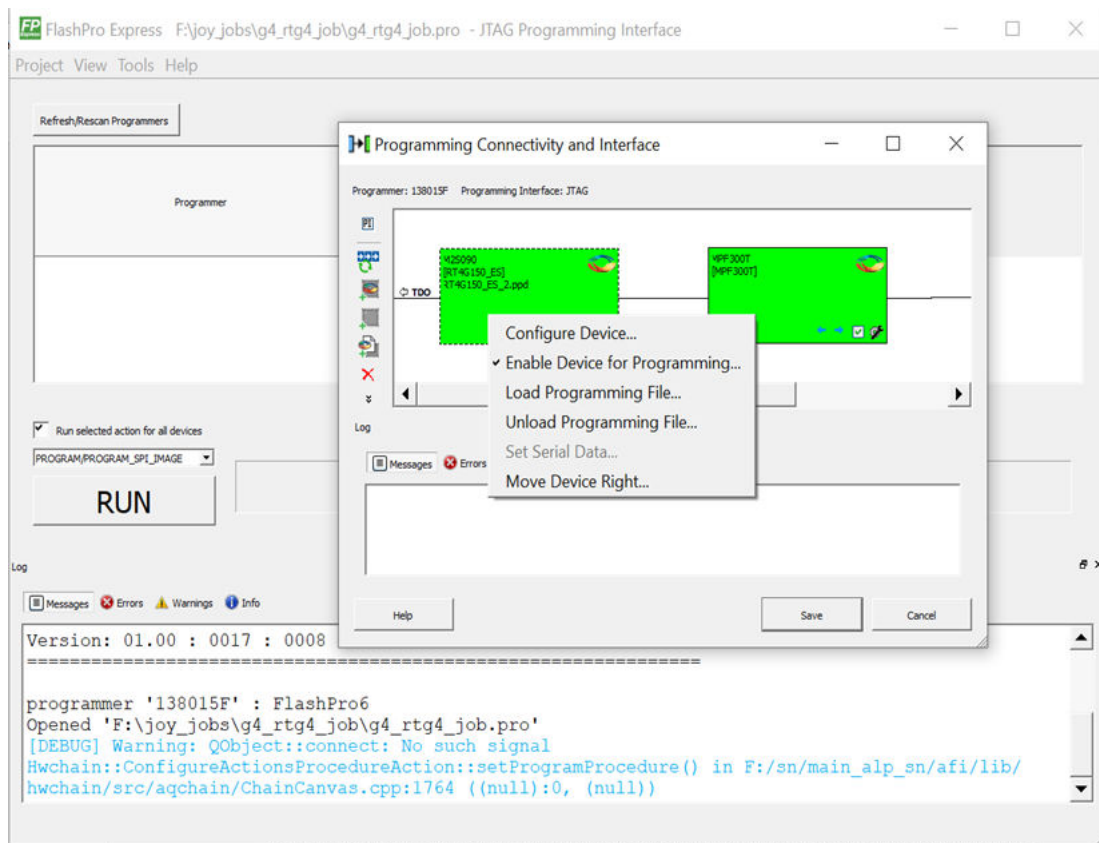 FP
Express
FlashPro Express F:\joy_jobs\g4_rtg4_job\g4_rtg4_job.pro - JTAG Programming Interface
Project View Tools Help
Refresh/Rescan Programmers
Programmer
Programming Connectivity and Interface
Programmer: 138015F Programming Interface: JTAG
PI
TDO
M2S090
[RT4G150_ES]
RT4G150_ES_2.ppd
MPF300T
[MPF300T]
Configure Device...
Enable Device for Programming...
Load Programming File...
Unload Programming File...
Set Serial Data...
Move Device Right...
Log
Messages Errors
Help Save Cancel
Run selected action for all devices
PROGRAM/PROGRAM_SPI_IMAGE
RUN
Log
Messages Errors Warnings Info
Version: 01.00 : 0017 : 0008
================================================================
programmer '138015F' : FlashPro6
Opened 'F:\joy_jobs\g4_rtg4_job\g4_rtg4_job.pro'
[DEBUG] Warning: QObject::connect: No such signal
Hwchain::ConfigureActionsProcedureAction::setProgramProcedure() in F:/sn/main_alp_sn/afi/lib/
hwchain/src/aqchain/ChainCanvas.cpp:1764 ((null):0, (null))